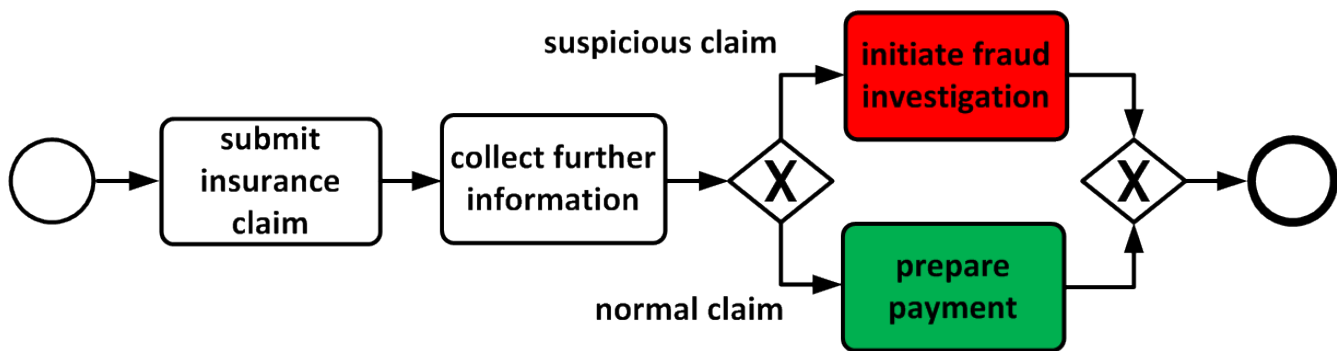 submit
insurance
claim
collect further
information
X
suspicious claim
initiate fraud
investigation
normal claim
prepare
payment
X